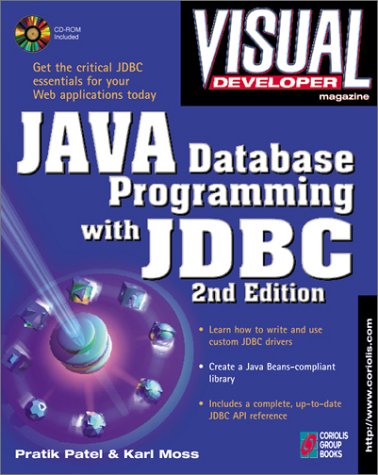 CD-ROM
Included
VISUAL
DEVELOPER
magazine
Get the critical JDBC
essentials for your
Web applications today
JAVA Database
Programming
with JDBC
2nd Edition
• Learn how to write and use
custom JDBC drivers
• Create a Java Beans-compliant
library
• Includes a complete, up-to-date
JDBC API reference
http://www.coriolis.com
Pratik Patel & Karl Moss
CORIOLIS
GROUP
BOOKS